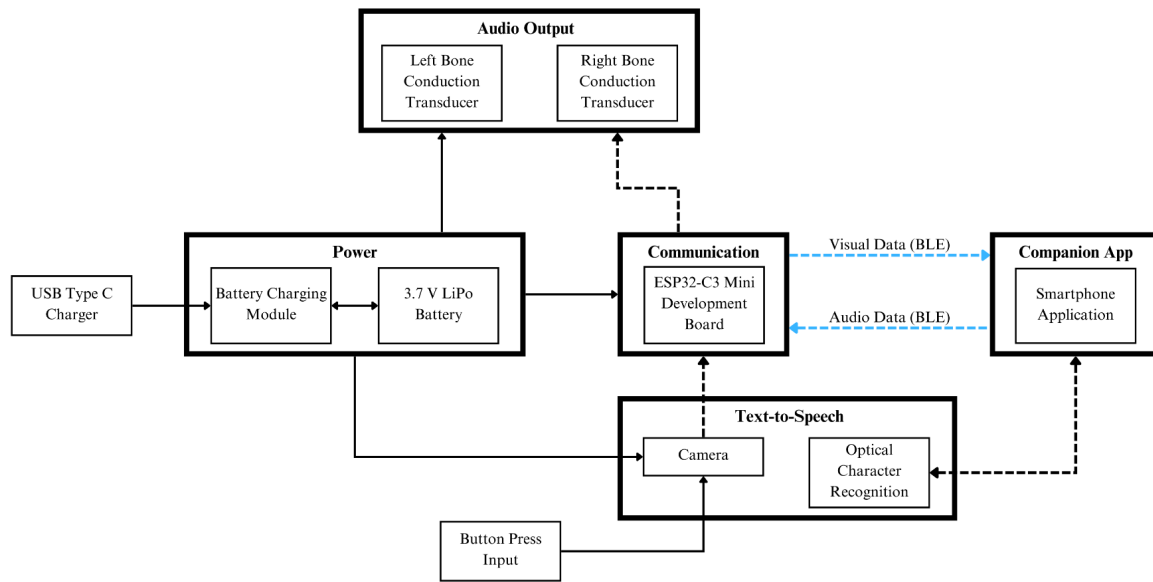 Audio Output
Left Bone
Conduction
Transducer
Right Bone
Conduction
Transducer
Power
Battery Charging
Module
3.7 V LiPo
Battery
USB Type C
Charger
Communication
ESP32-C3 Mini
Development
Board
Visual Data (BLE)
Audio Data (BLE)
Companion App
Smartphone
Application
Text-to-Speech
Camera
Optical
Character
Recognition
Button Press
Input